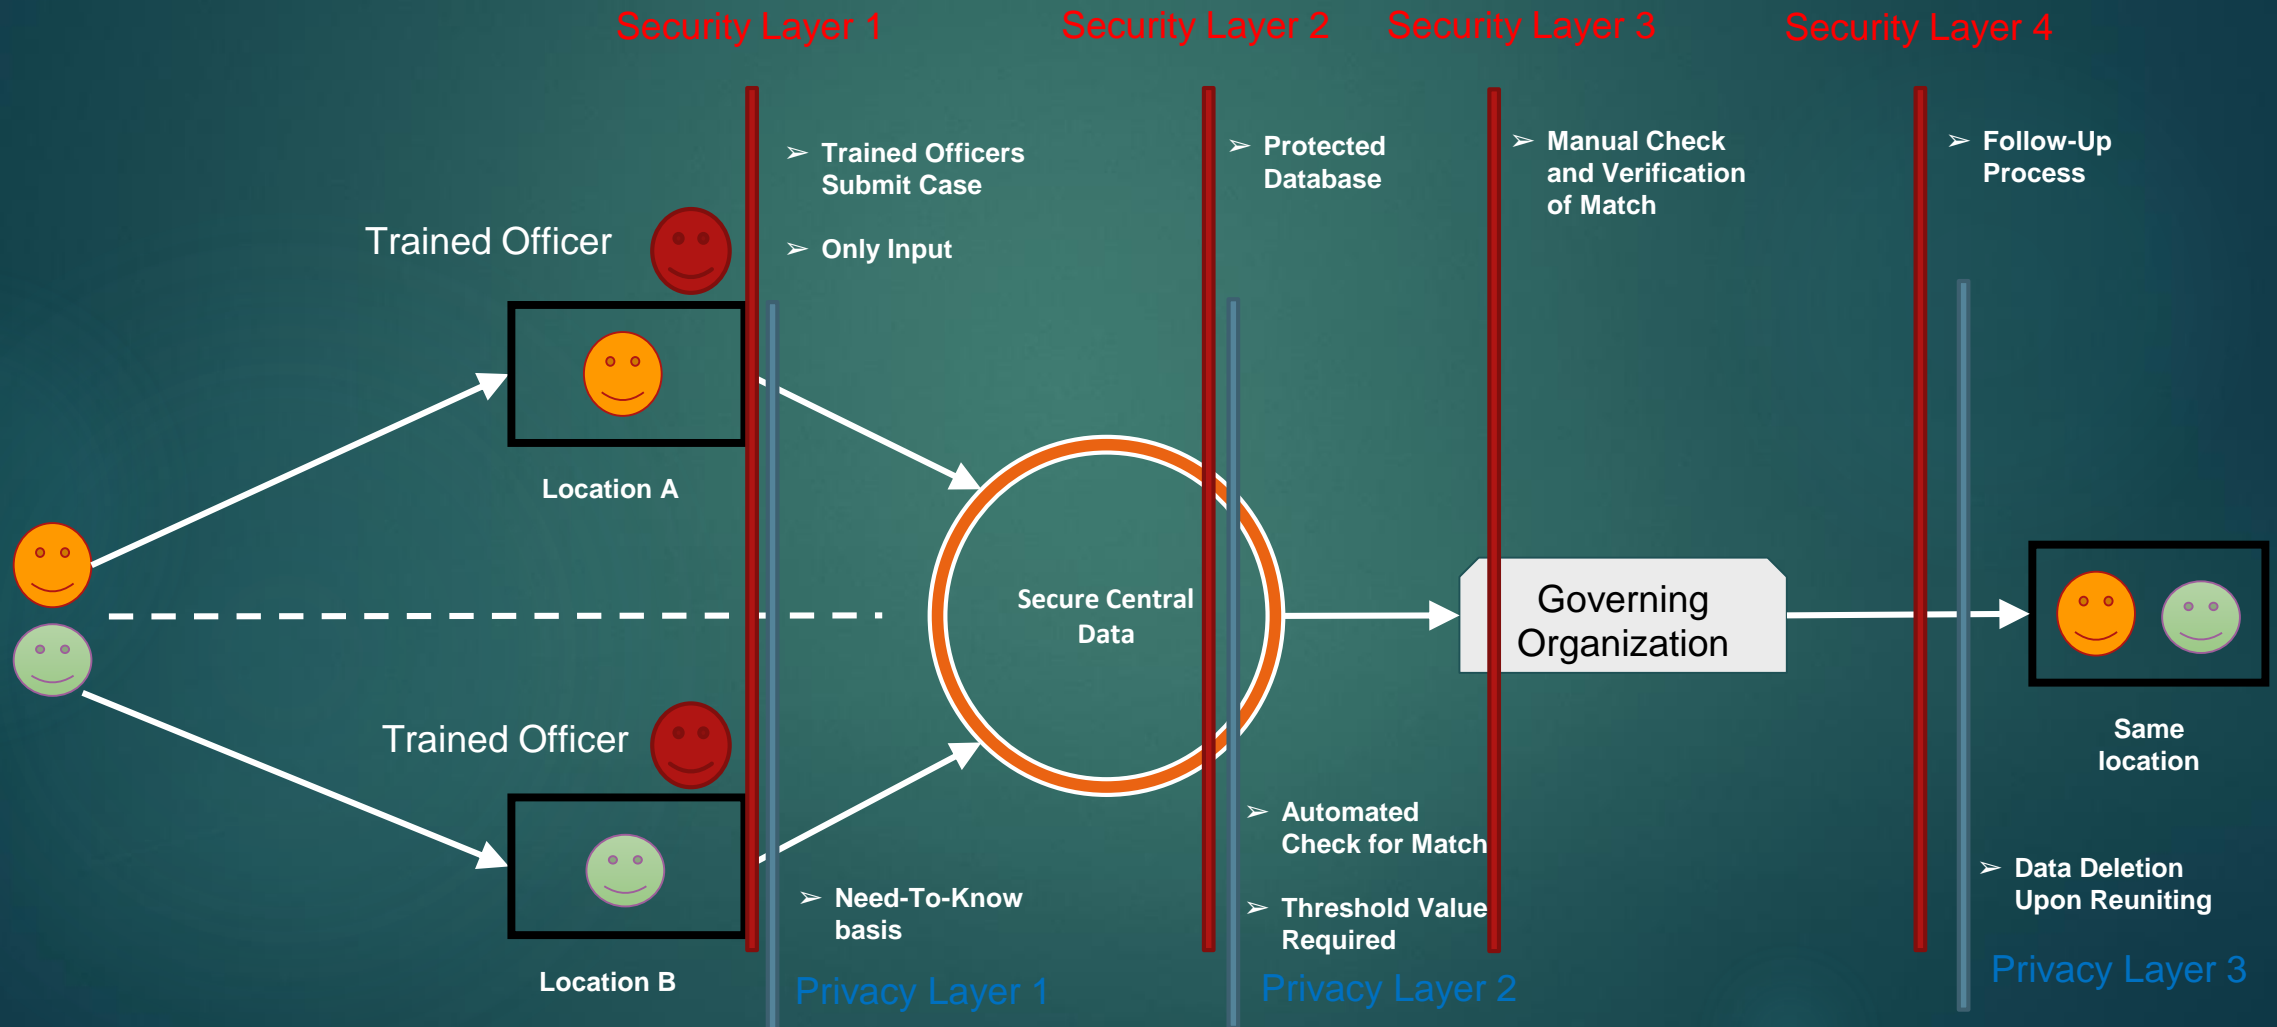 Security Layer 1
Security Layer 2
Security Layer 3
Security Layer 4
➢ Trained Officers
Submit Case
➢ Only Input
➢ Protected
Database
➢ Manual Check
and Verification
of Match
➢ Follow-Up
Process
Trained Officer
Location A
Secure Central
Data
Governing
Organization
Same
location
Trained Officer
Location B
➢ Need-To-Know
basis
Privacy Layer 1
➢ Automated
Check for Match
➢ Threshold Value
Required
Privacy Layer 2
➢ Data Deletion
Upon Reuniting
Privacy Layer 3